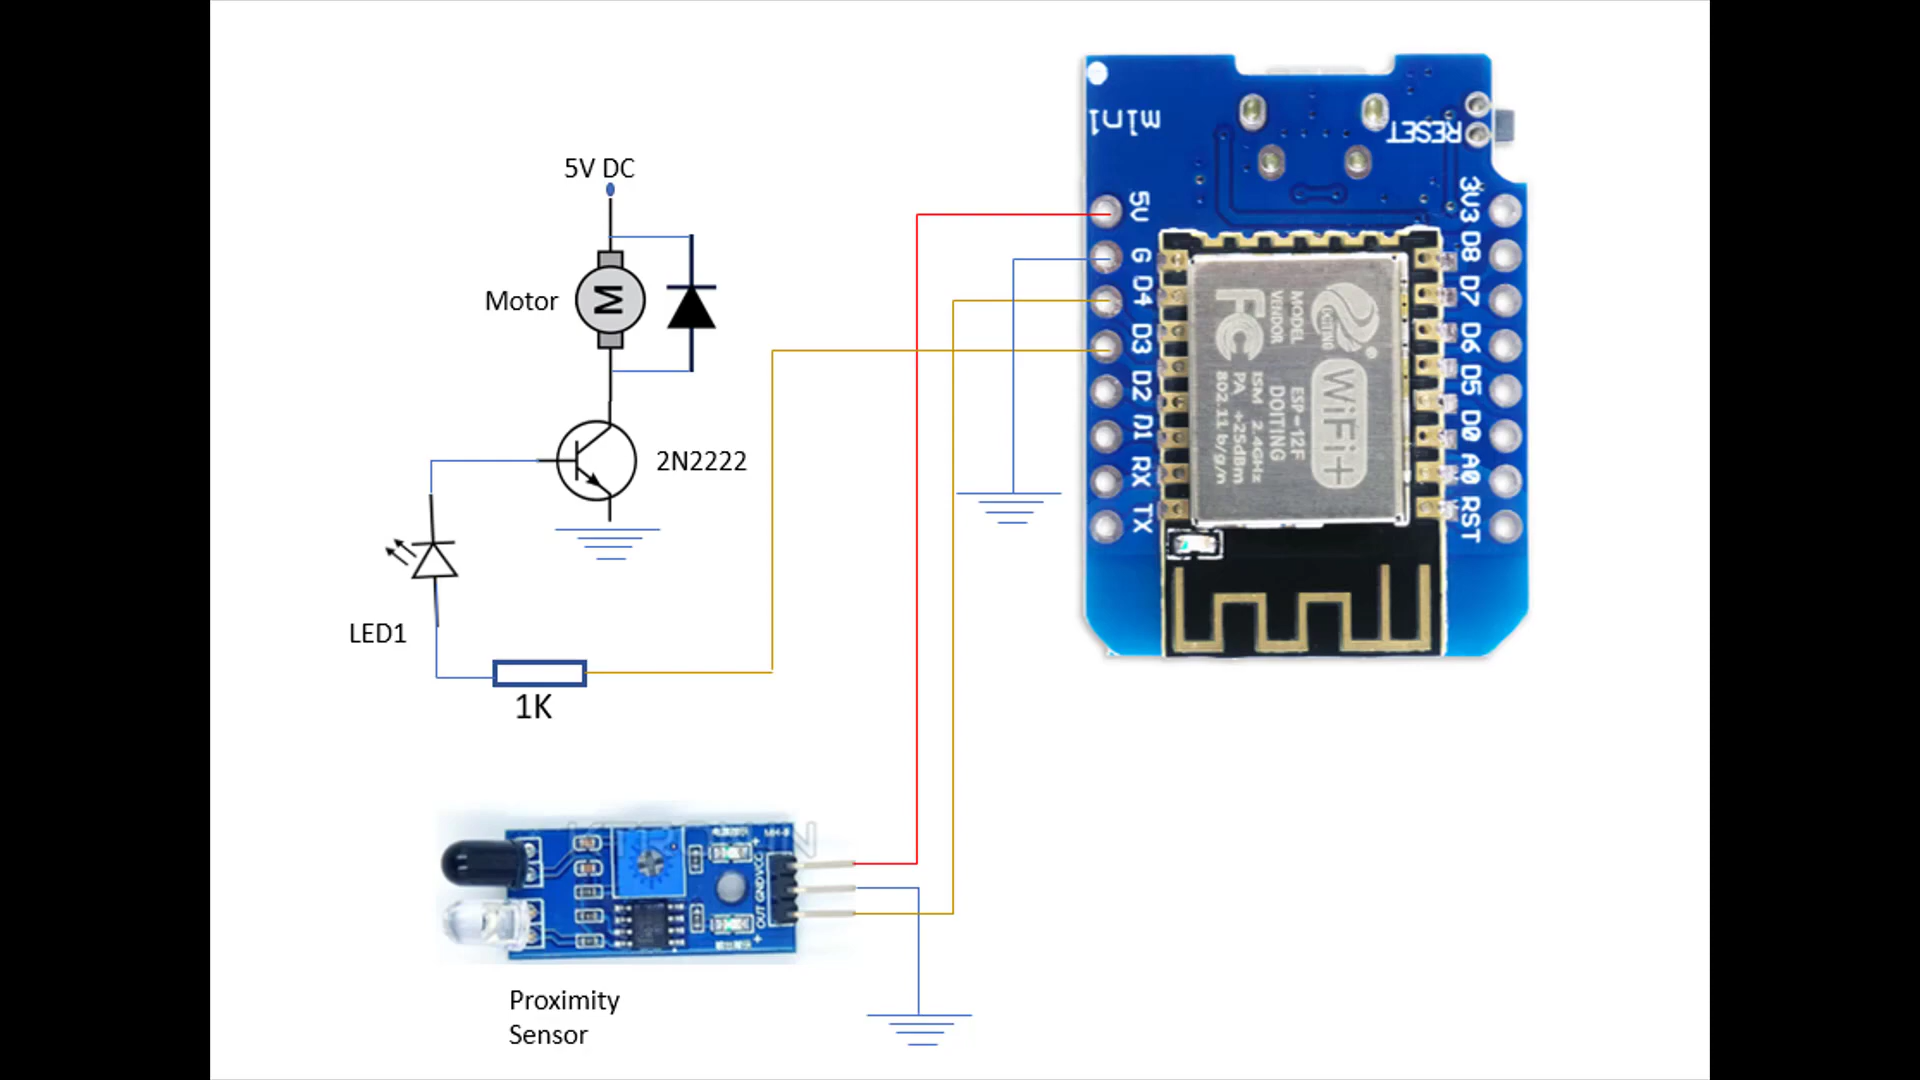 mini
RESET
5V DC
5V
G
D4
D3
D2
D1
RX
TX
3V3
D8
D7
D6
D5
D0
A0
RST
Motor
M
2N2222
LED1
1K
MODEL
VENDOR
DOITING
FC
WiFi+
ESP-12F
DOITING
ISM 2.4GHz
PA +25dBm
802.11 b/g/n
VCC
GND
OUT
+
+
Proximity
Sensor